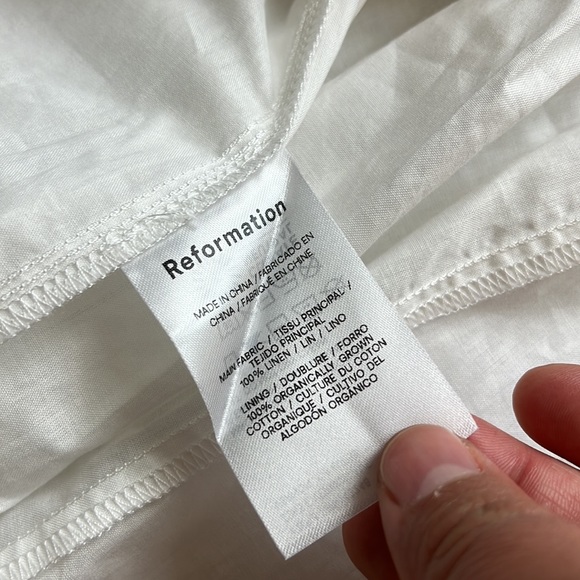 Reformation
MADE IN CHINA / FABRICADO EN
CHINA / FABRIQUÉ EN CHINE
MAIN FABRIC / TISSU PRINCIPAL /
TEJIDO PRINCIPAL
100% LINEN / LIN / LINO
LINING / DOUBLURE / FORRO
100% ORGANICALLY GROWN
COTTON / CULTURE DU COTON
ORGANIQUE / CULTIVO DEL
ALGODÓN ORGÁNICO